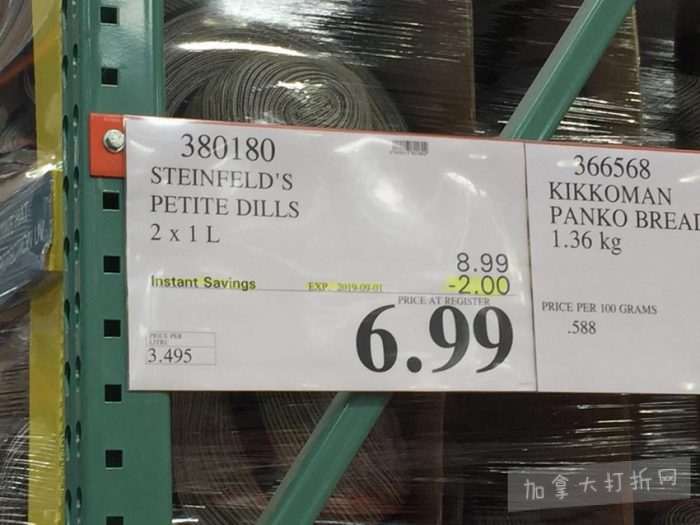 380180
STEINFELD'S
PETITE DILLS
2 x 1 L
8.99
Instant Savings EXP. 2019-09-01 -2.00
PRICE AT REGISTER
6.99
PRICE PER
LITRE
3.495
366568
KIKKOMAN
PANKO BREA
1.36 kg
PRICE PER 100 GRAMS
.588
加拿大打折网